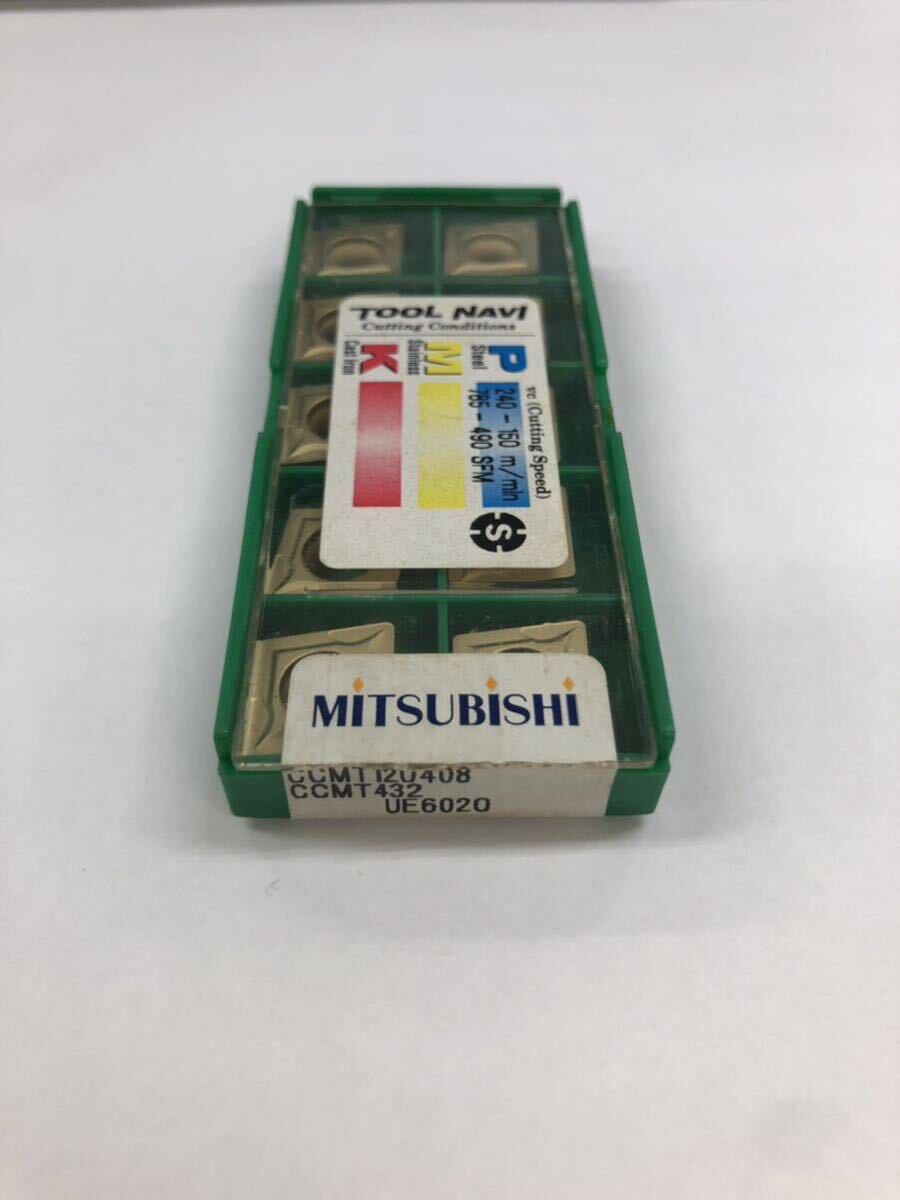 TOOL NAVI
Cutting Conditions
vc (Cutting Speed)
P Steel
240 - 150 m/min
785 - 490 SFM
M Stainless
K Cast Iron
S
MITSUBISHI
CCMT120408
CCMT432
UE6020